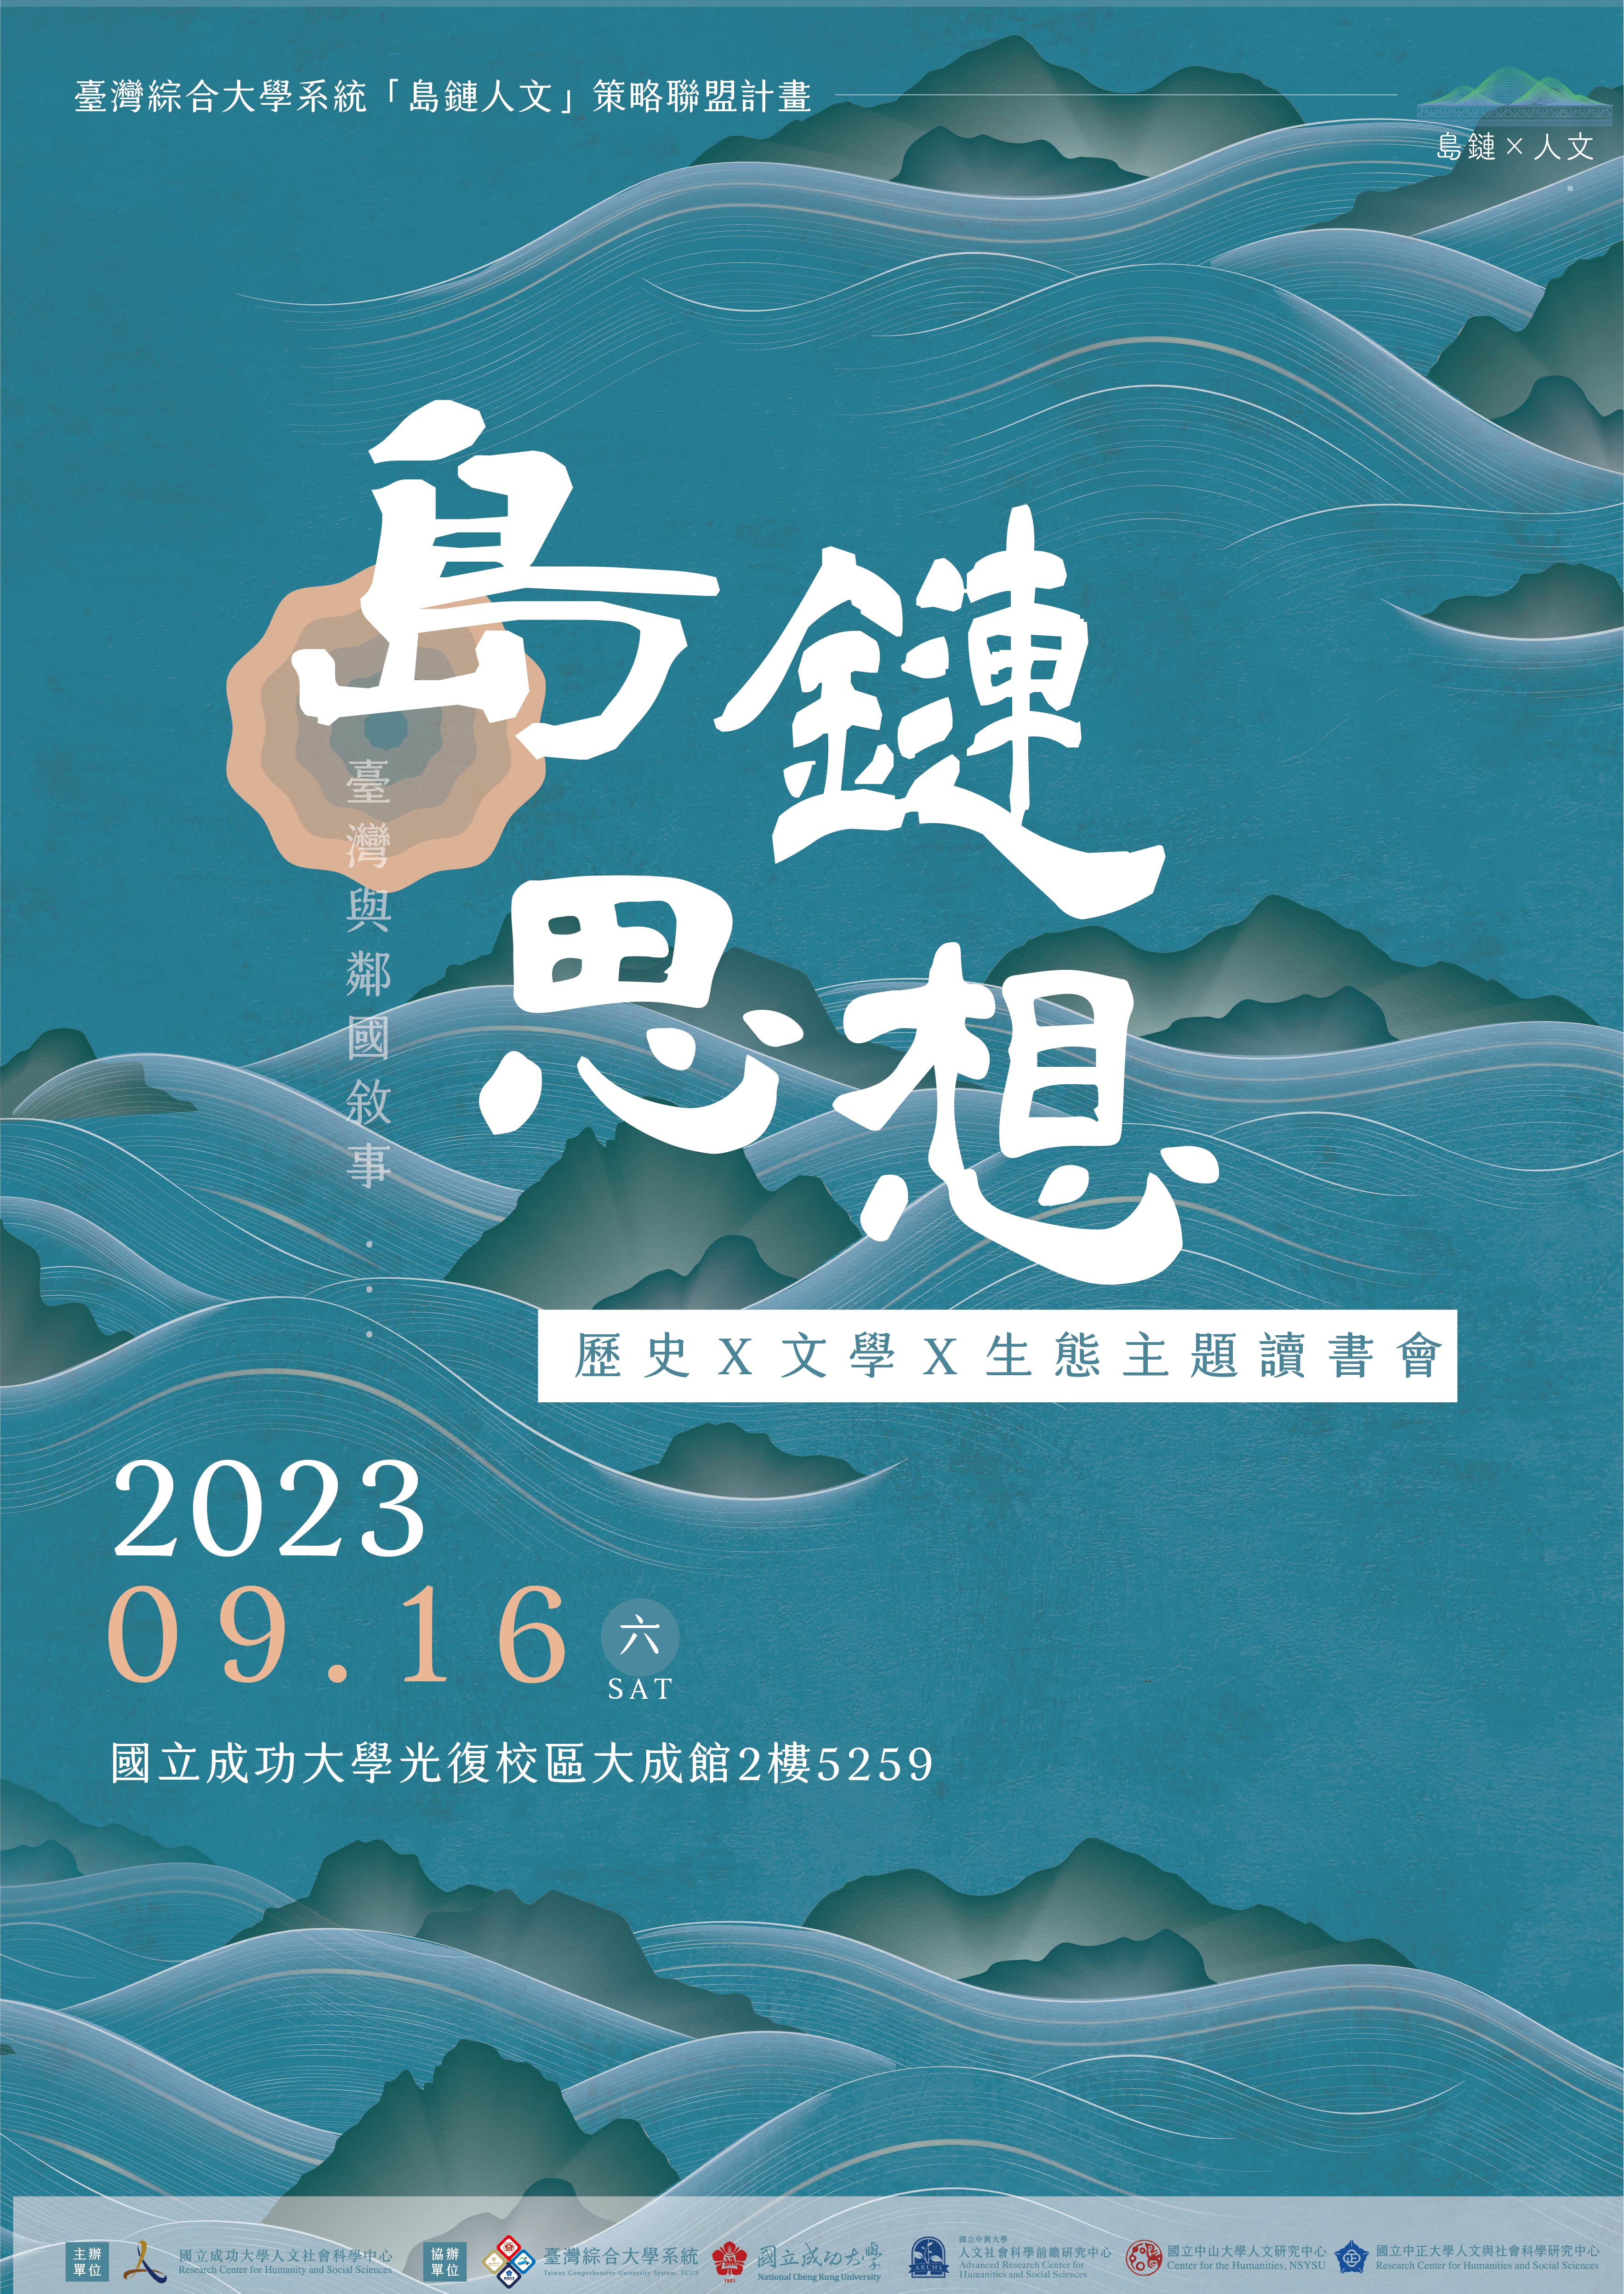 臺灣綜合大學系統「島鏈人文」策略聯盟計畫
島鏈×人文
島鏈
思想
臺灣與鄰國敘事...
歷史X文學X生態主題讀書會
2023
09.16
六
SAT
國立成功大學光復校區大成館2樓5259
主辦
單位
國立成功大學人文社會科學中心
Research Center for Humanity and Social Sciences
協辦
單位
臺灣綜合大學系統
Taiwan Comprehensive University System, TCUS
1931
國立成功大學
National Cheng Kung University
國立中興大學
人文社會科學前瞻研究中心
Advanced Research Center for
Humanities and Social Sciences
國立中山大學人文研究中心
Center for the Humanities, NSYSU
國立中正大學人文與社會科學研究中心
Research Center for Humanities and Social Sciences